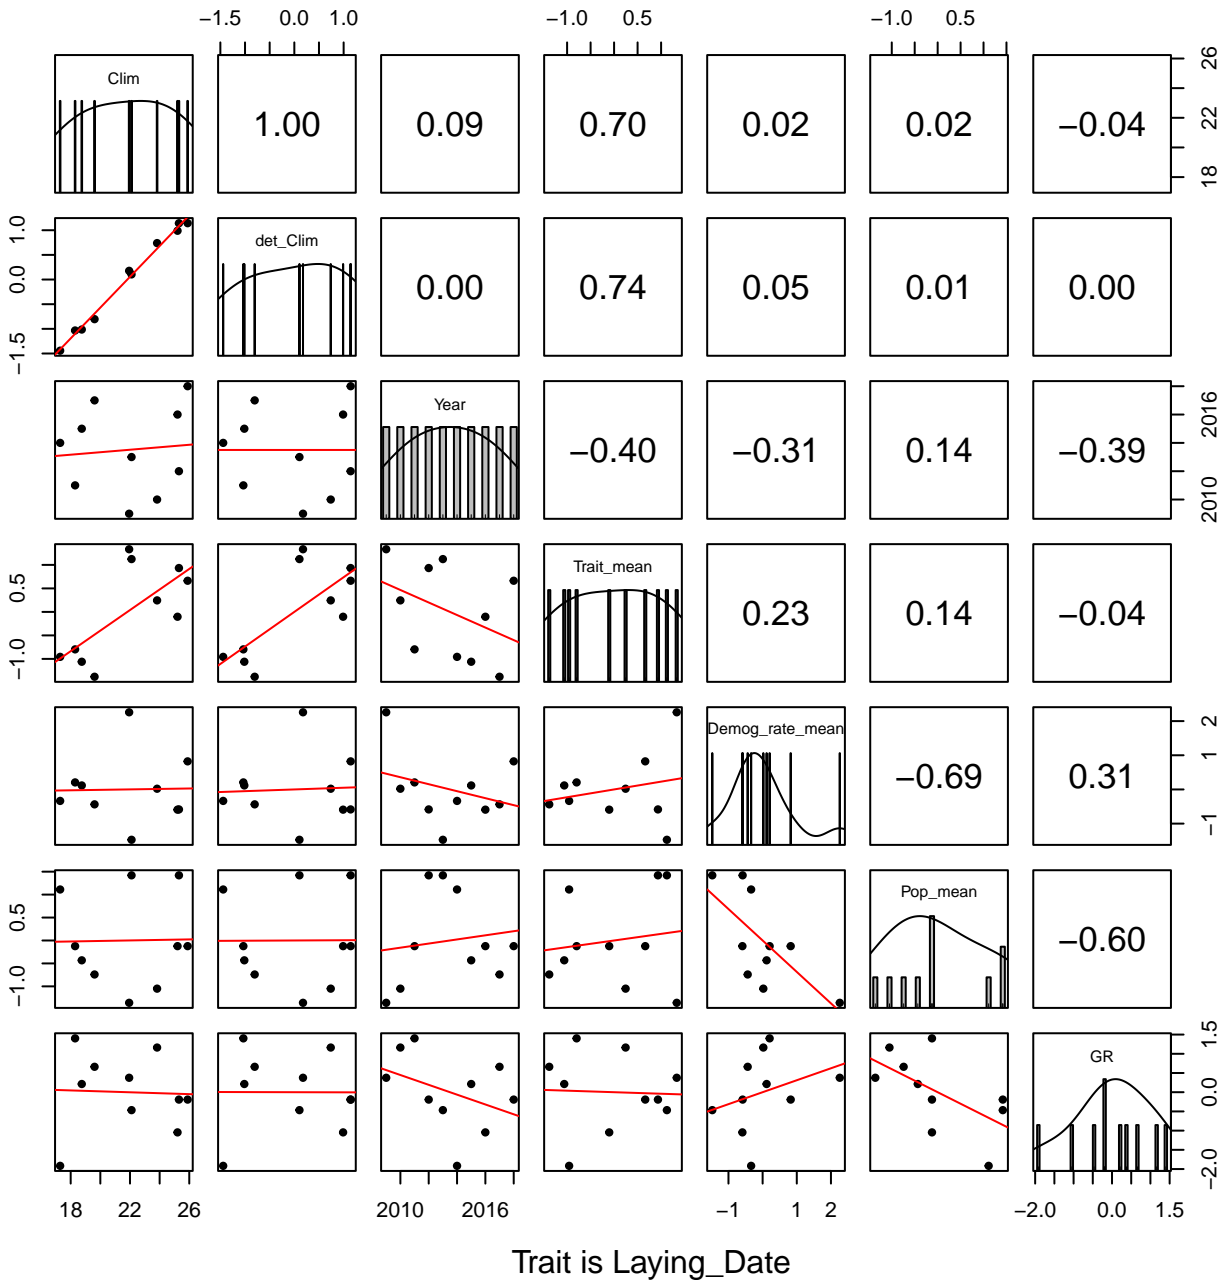 −1.5 0.0 1.0 −1.0 0.5 −1.0 0.5
Clim 1.00 0.09 0.70 0.02 0.02 −0.04 18 22 26
−1.5 0.0 1.0 det_Clim 0.00 0.74 0.05 0.01 0.00
Year −0.40 −0.31 0.14 −0.39 2010 2016
−1.0 0.5 Trait_mean 0.23 0.14 −0.04
Demog_rate_mean −0.69 0.31 −1 1 2
−1.0 0.5 Pop_mean −0.60
GR −2.0 0.0 1.5
18 22 26 2010 2016 −1 1 2 −2.0 0.0 1.5
Trait is Laying_Date